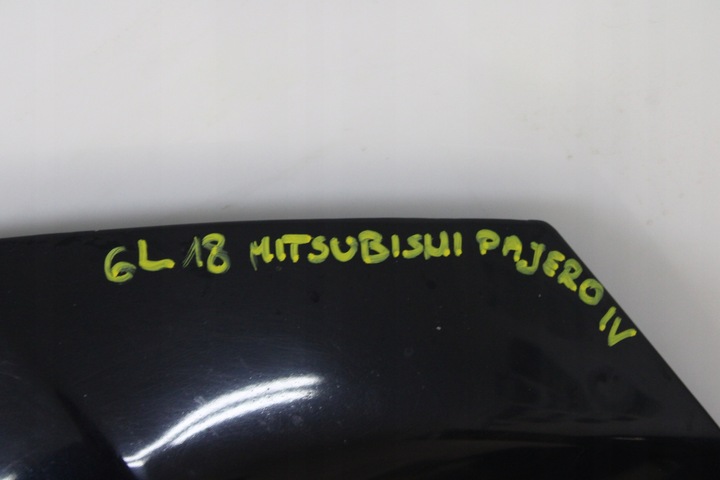 6L 18 MITSUBISHI PAJERO IV